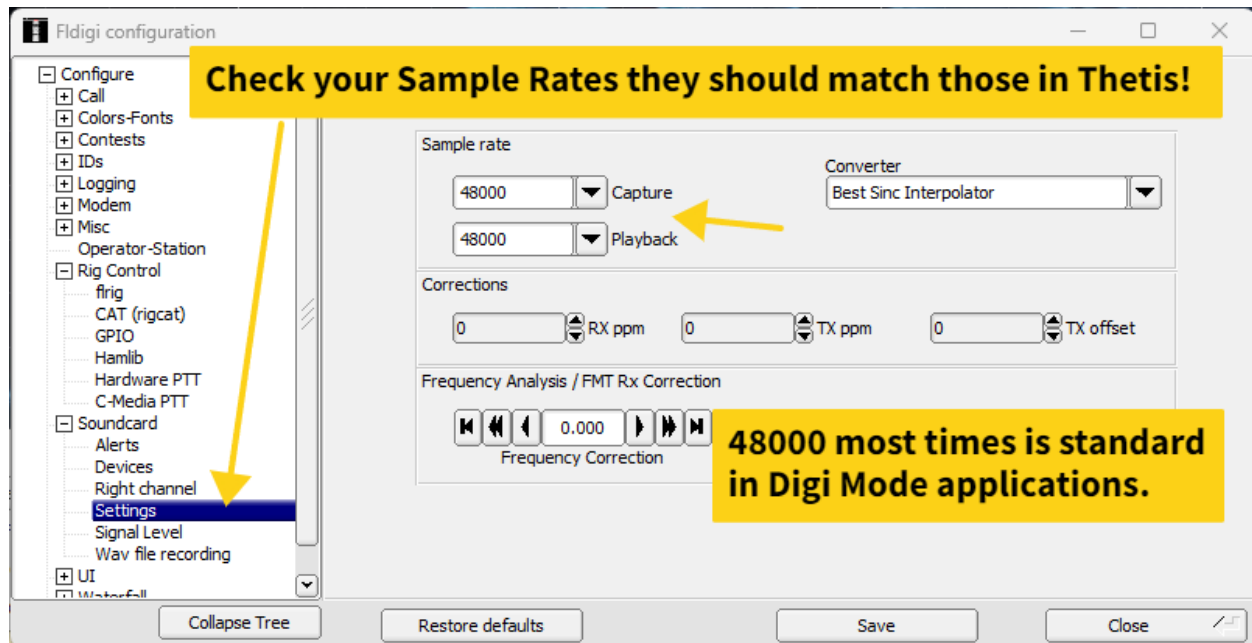 Fldigi configuration
Check your Sample Rates they should match those in Thetis!
Configure
Call
Colors-Fonts
Contests
IDs
Logging
Modem
Misc
Operator-Station
Rig Control
flrig
CAT (rigcat)
GPIO
Hamlib
Hardware PTT
C-Media PTT
Soundcard
Alerts
Devices
Right channel
Settings
Signal Level
Wav file recording
UI
Waterfall
Sample rate
48000 Capture
48000 Playback
Converter
Best Sinc Interpolator
Corrections
0 RX ppm 0 TX ppm 0 TX offset
Frequency Analysis / FMT Rx Correction
0.000
Frequency Correction
48000 most times is standard
in Digi Mode applications.
Collapse Tree Restore defaults Save Close